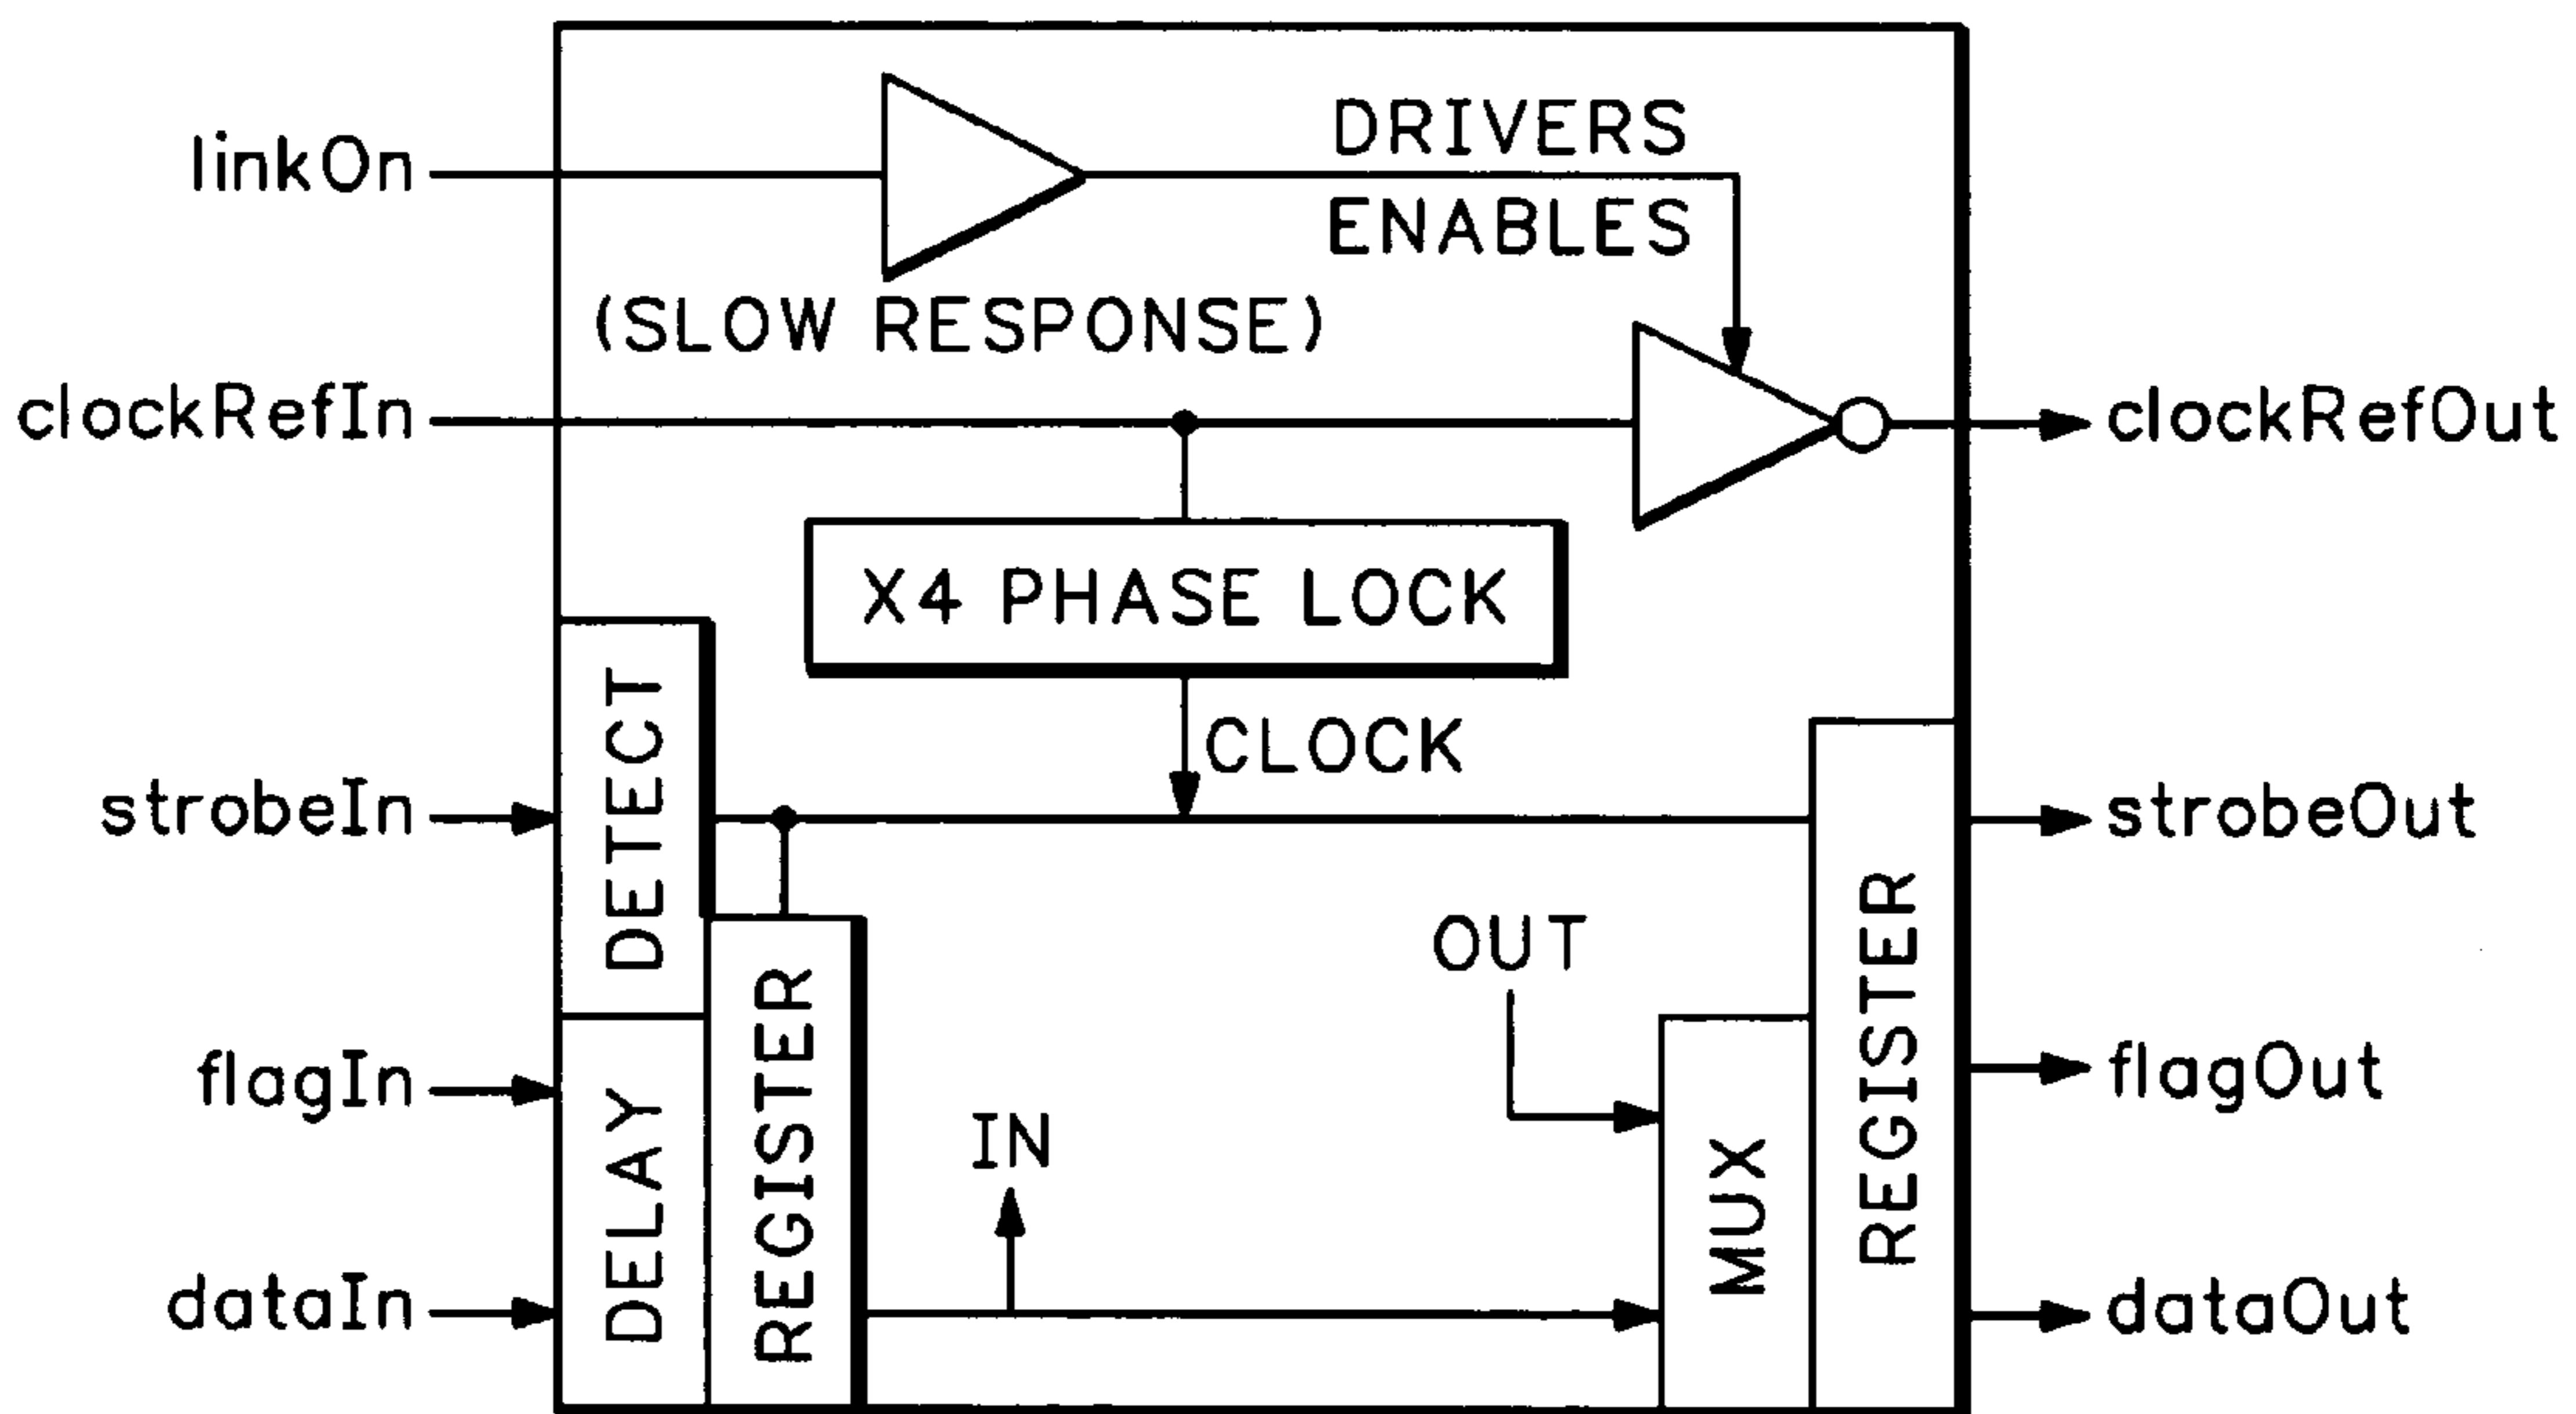 linkOn
DRIVERS
ENABLES
(SLOW RESPONSE)
clockRefIn
clockRefOut
X4 PHASE LOCK
CLOCK
DETECT
strobeIn
strobeOut
OUT
REGISTER
REGISTER
flagIn
flagOut
IN
DELAY
MUX
dataIn
dataOut